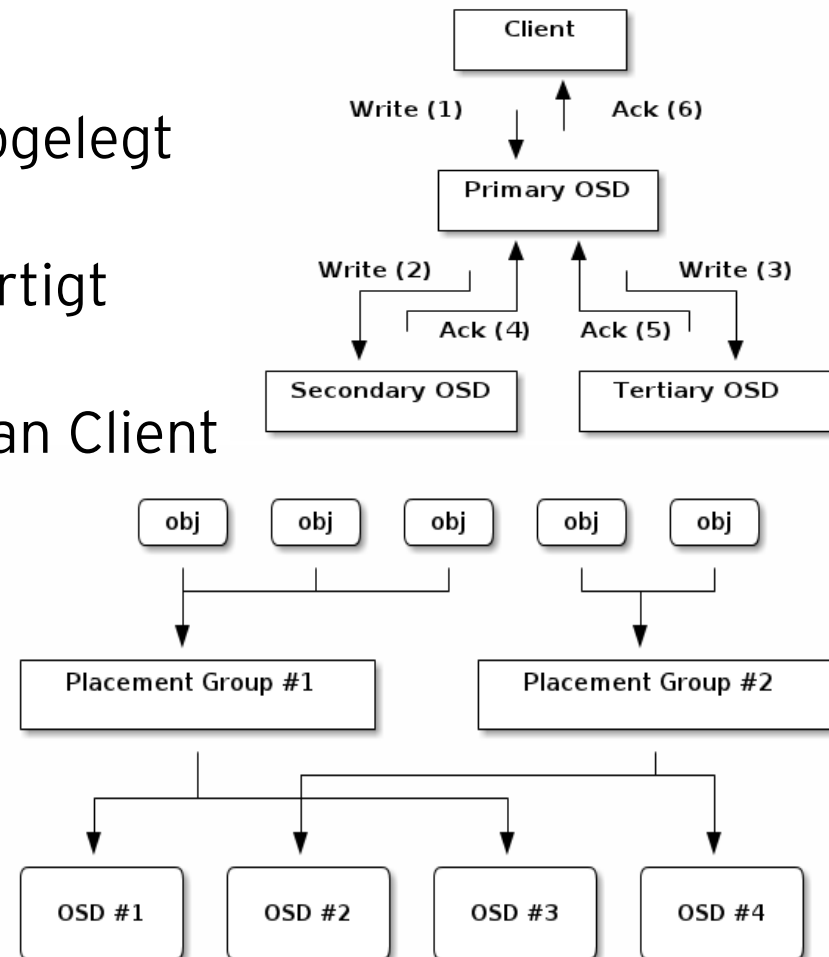 Client
Write (1) Ack (6)
ogelegt
Primary OSD
rtigt
Write (2) Write (3)
Ack (4) Ack (5)
Secondary OSD Tertiary OSD
an Client
obj obj obj obj obj
Placement Group #1 Placement Group #2
OSD #1 OSD #2 OSD #3 OSD #4